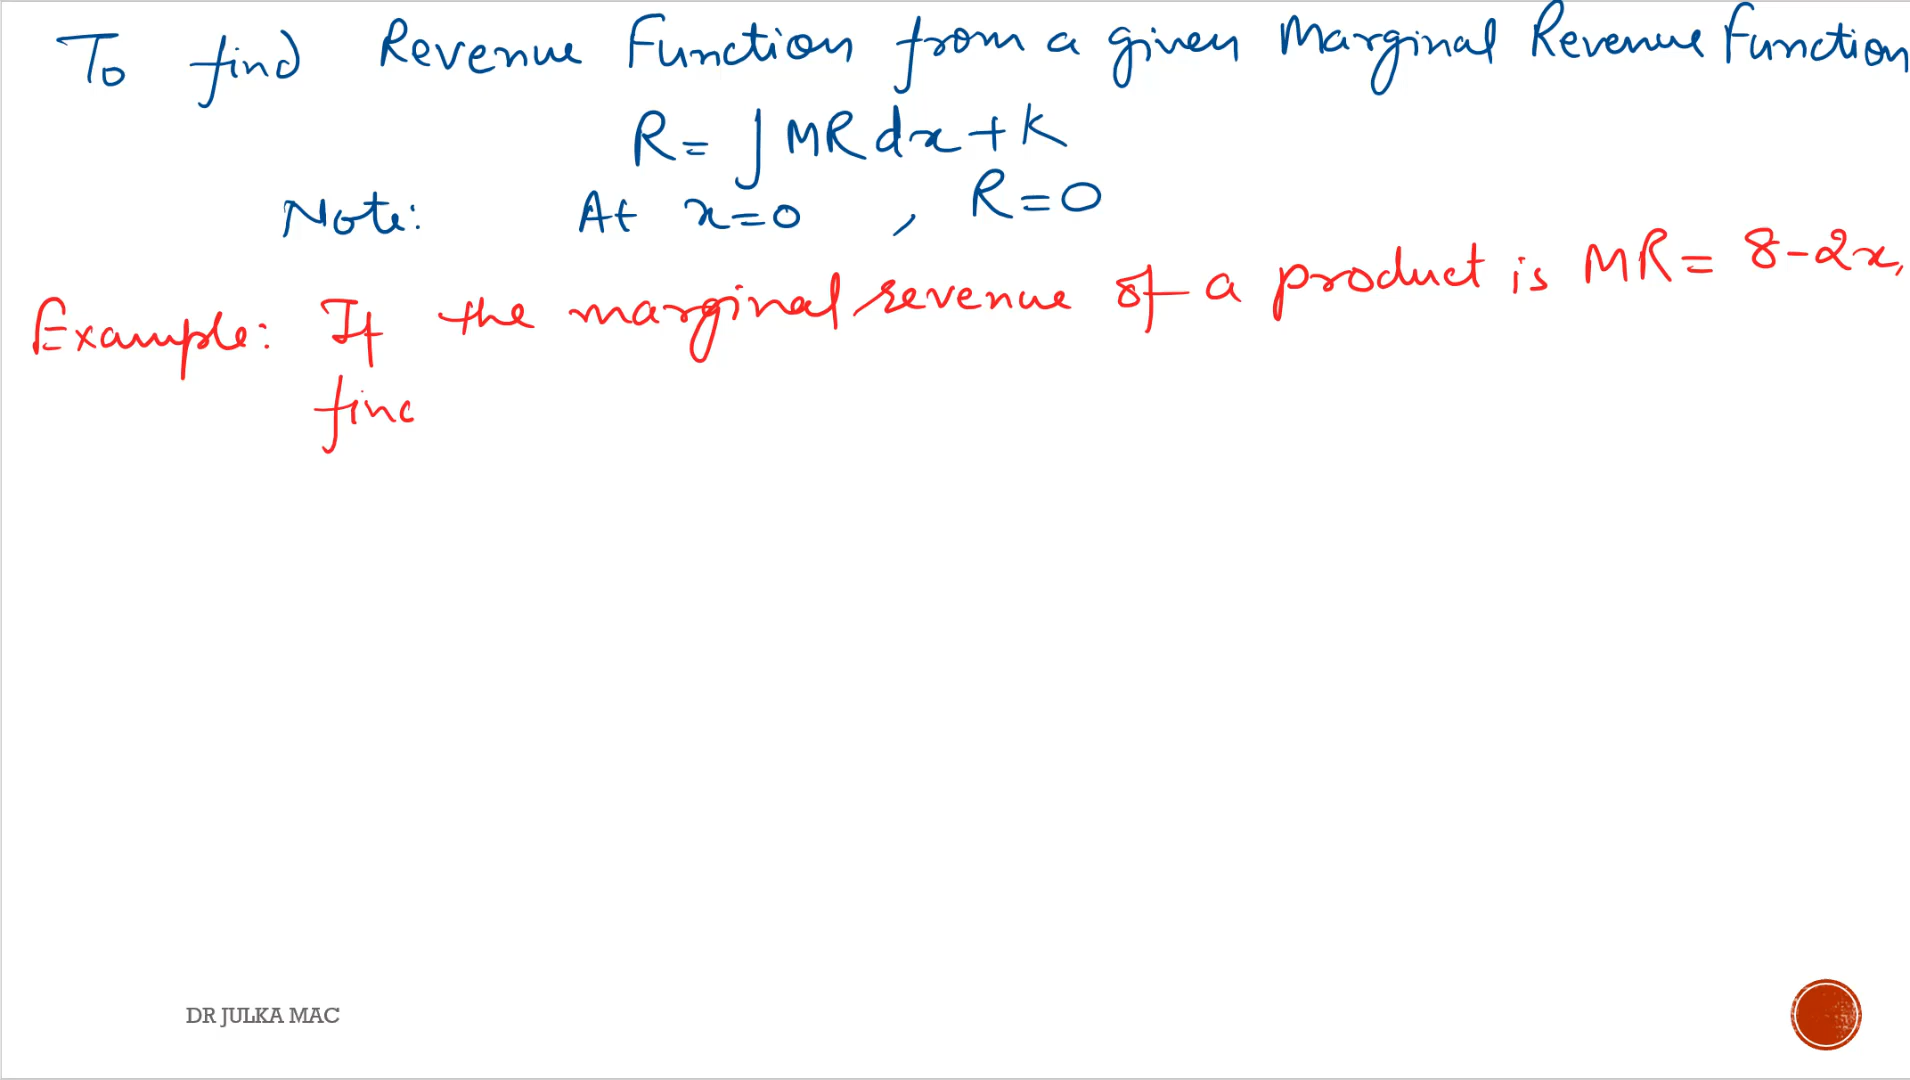 To find Revenue Function from a given Marginal Revenue Function
R = ∫ MR dx + K
Note: At x=0 , R=0
Example: If the marginal revenue of a product is MR = 8-2x,
finc
DR JULKA MAC